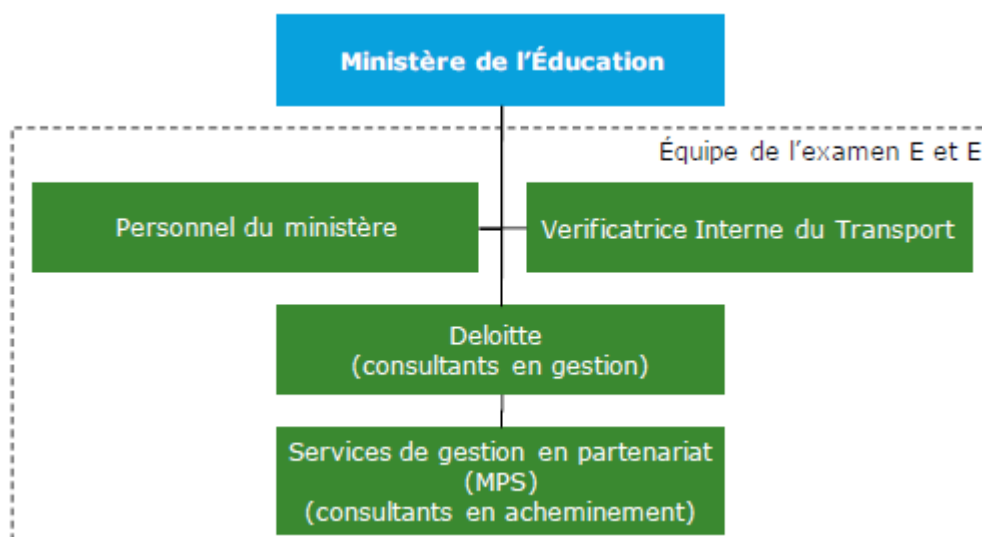 Ministère de l'Éducation
Équipe de l'examen E et E
Personnel du ministère
Verificatrice Interne du Transport
Deloitte
(consultants en gestion)
Services de gestion en partenariat
(MPS)
(consultants en acheminement)